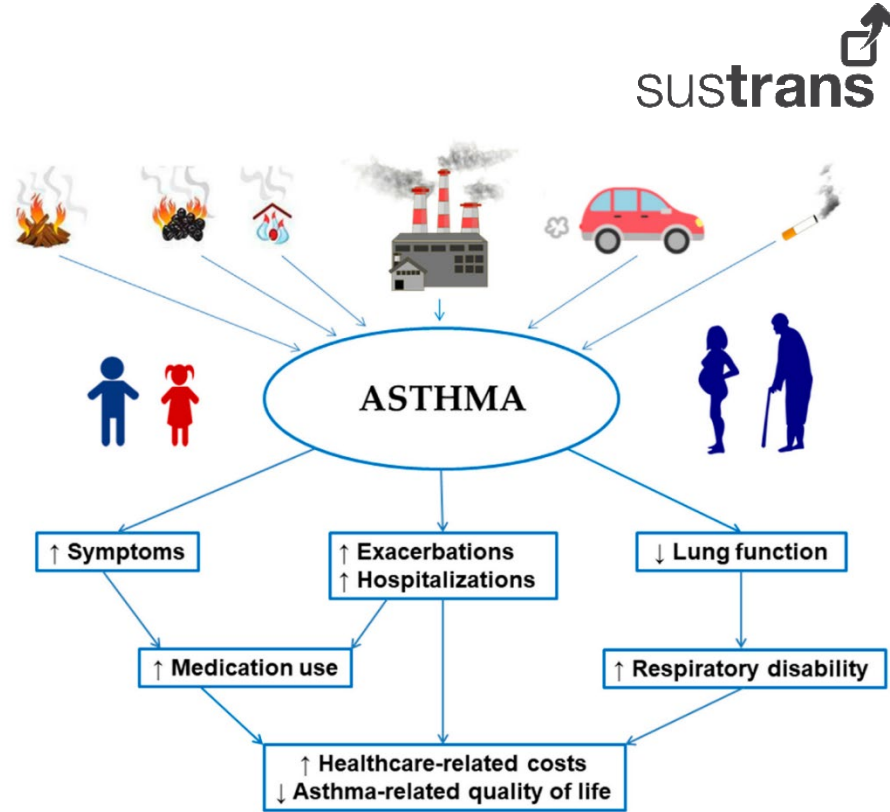 sustrans
ASTHMA
↑ Symptoms
↑ Exacerbations
↑ Hospitalizations
↓ Lung function
↑ Medication use
↑ Respiratory disability
↑ Healthcare-related costs
↓ Asthma-related quality of life